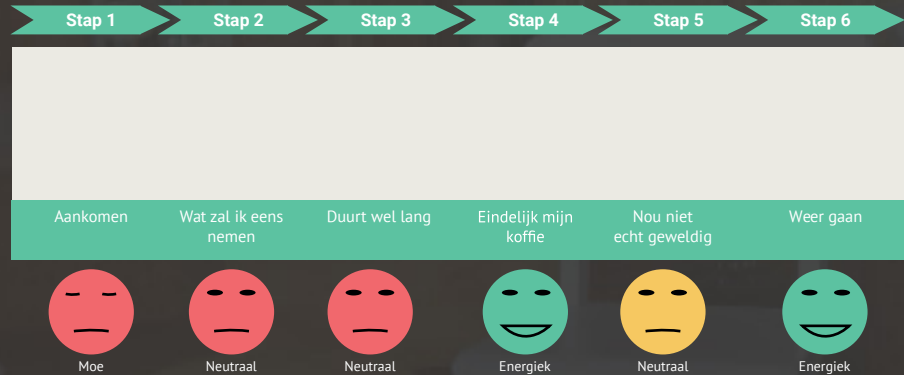 Stap 1
Stap 2
Stap 3
Stap 4
Stap 5
Stap 6
Aankomen
Wat zal ik eens
nemen
Duurt wel lang
Eindelijk mijn
koffie
Nou niet
echt geweldig
Weer gaan
Moe
Neutraal
Neutraal
Energiek
Neutraal
Energiek